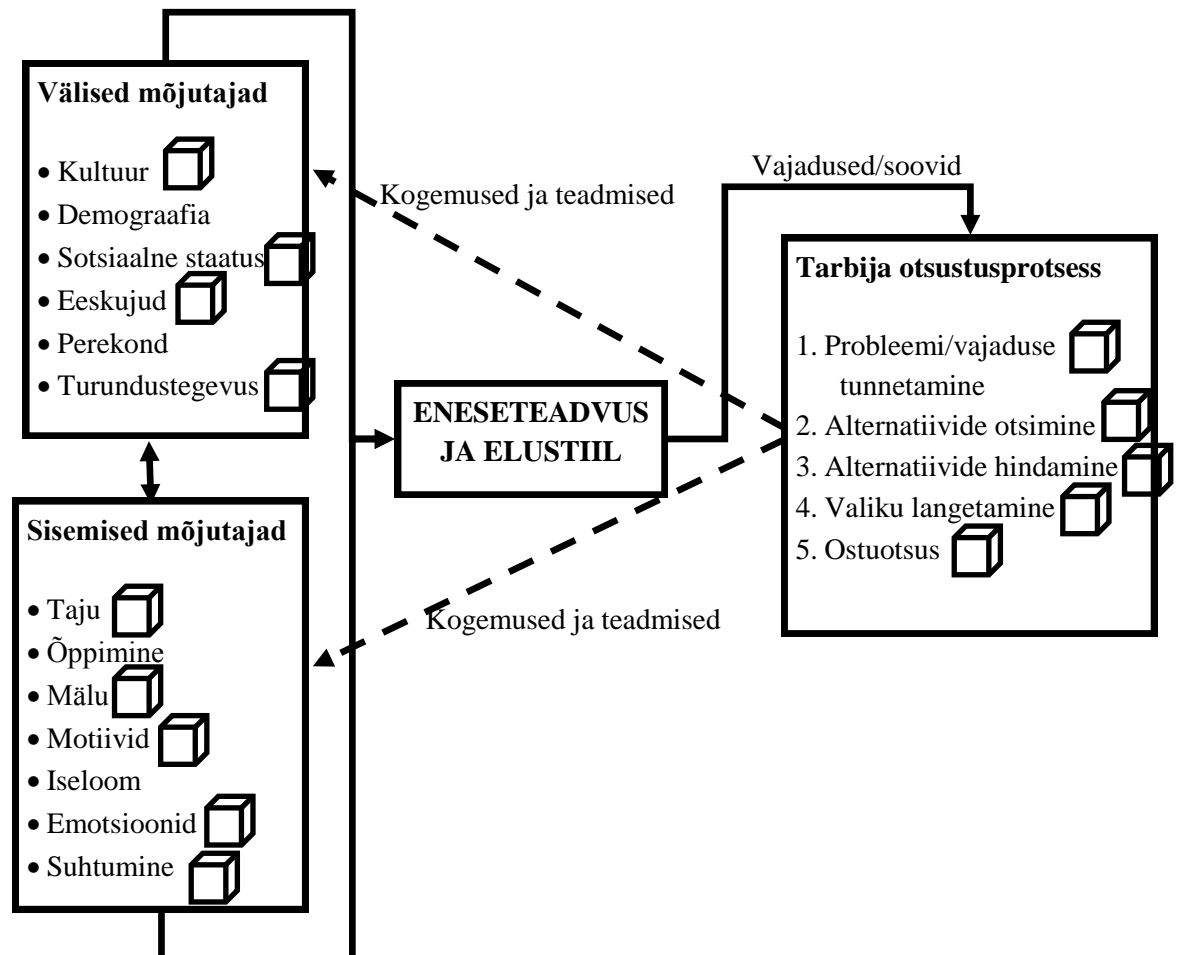 Välised mõjutajad
• Kultuur
• Demograafia
• Sotsiaalne staatus
• Eeskujud
• Perekond
• Turundustegevus
Sisemised mõjutajad
• Taju
• Õppimine
• Mälu
• Motiivid
• Iseloom
• Emotsioonid
• Suhtumine
Kogemused ja teadmised
Kogemused ja teadmised
ENESETEADVUS
JA ELUSTIIL
Vajadused/soovid
Tarbija otsustusprotsess
1. Probleemi/vajaduse
tunnetamine
2. Alternatiivide otsimine
3. Alternatiivide hindamine
4. Valiku langetamine
5. Ostuotsus